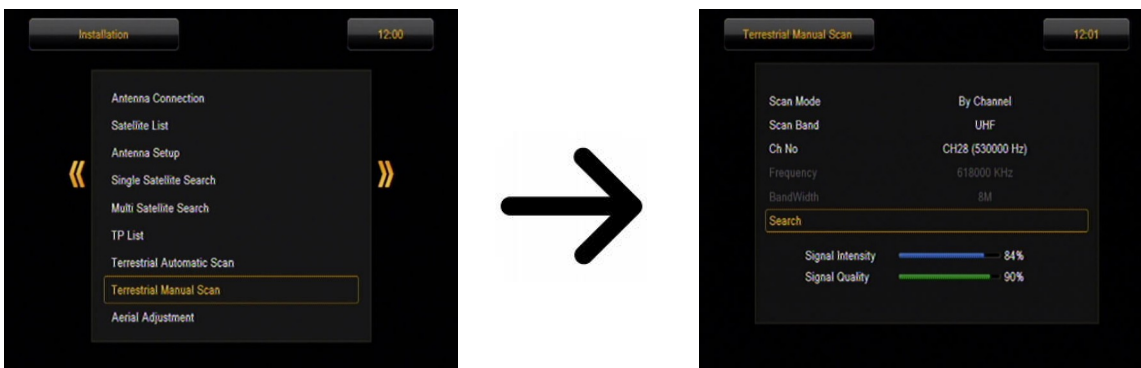 Installation
12:00
Antenna Connection
Satellite List
Antenna Setup
Single Satellite Search
Multi Satellite Search
TP List
Terrestrial Automatic Scan
Terrestrial Manual Scan
Aerial Adjustment
Terrestrial Manual Scan
12:01
Scan Mode By Channel
Scan Band UHF
Ch No CH28 (530000 Hz)
Frequency 618000 KHz
BandWidth 8M
Search
Signal Intensity 84%
Signal Quality 90%